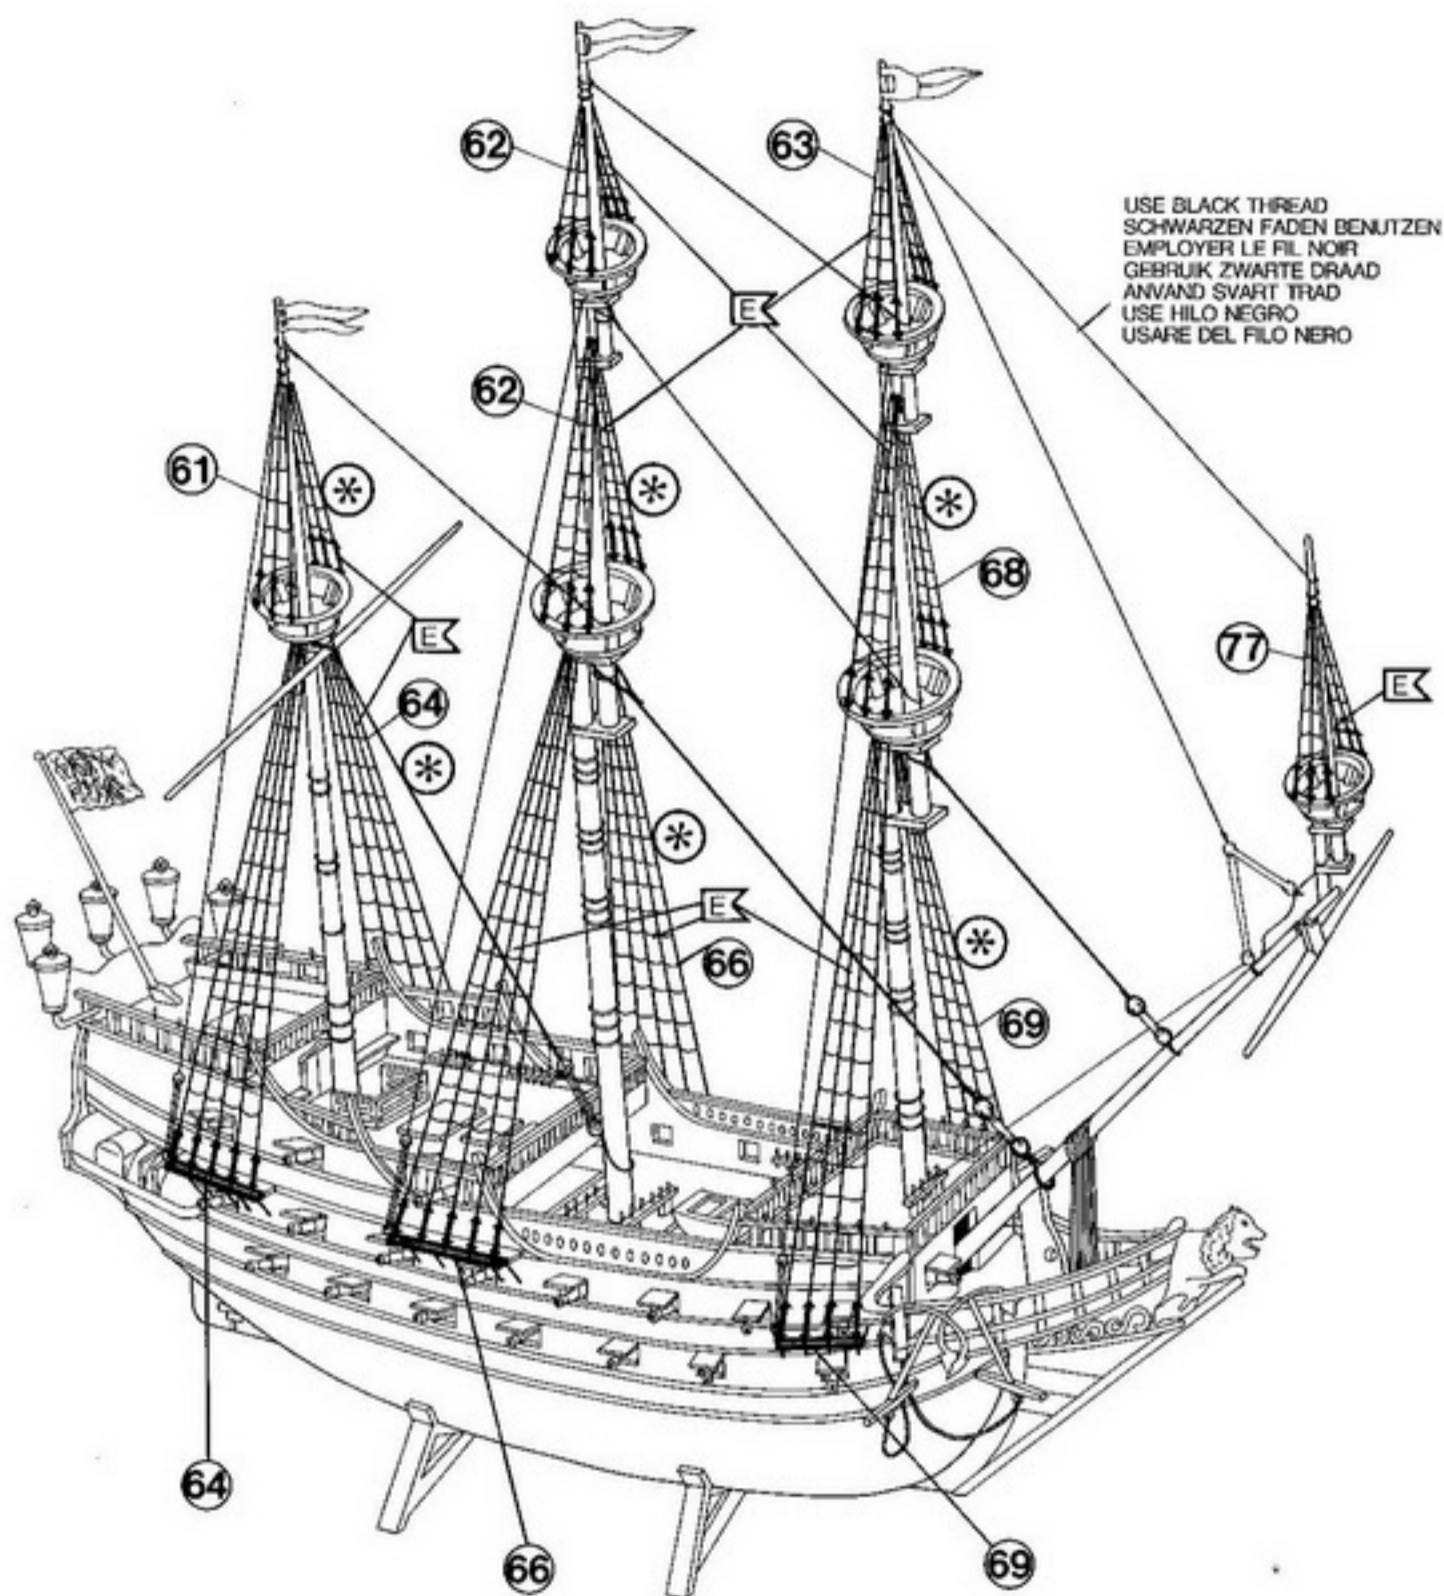 62
63
USE BLACK THREAD
SCHWARZEN FADEN BENUTZEN
EMPLOYER LE FIL NOIR
GEBRUIK ZWARTE DRAAD
ANVAND SVART TRAD
USE HILO NEGRO
USARE DEL FILO NERO
E
62
61
*
*
*
68
E
77
E
64
*
*
E
66
*
69
64
66
69